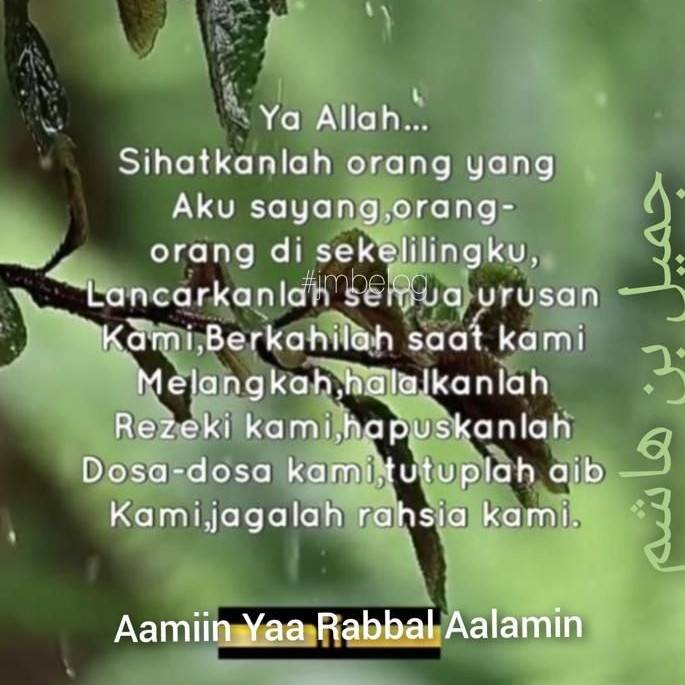 Ya Allah...
Sihatkanlah orang yang
Aku sayang,orang-
orang di sekelilingku,
#jmbelog
Lancarkanlah semua urusan
Kami,Berkahilah saat kami
Melangkah,halalkanlah
Rezeki kami,hapuskanlah
Dosa-dosa kami,tutuplah aib
Kami,jagalah rahsia kami.
Aamiin Yaa Rabbal Aalamin
جميل بن هاشم